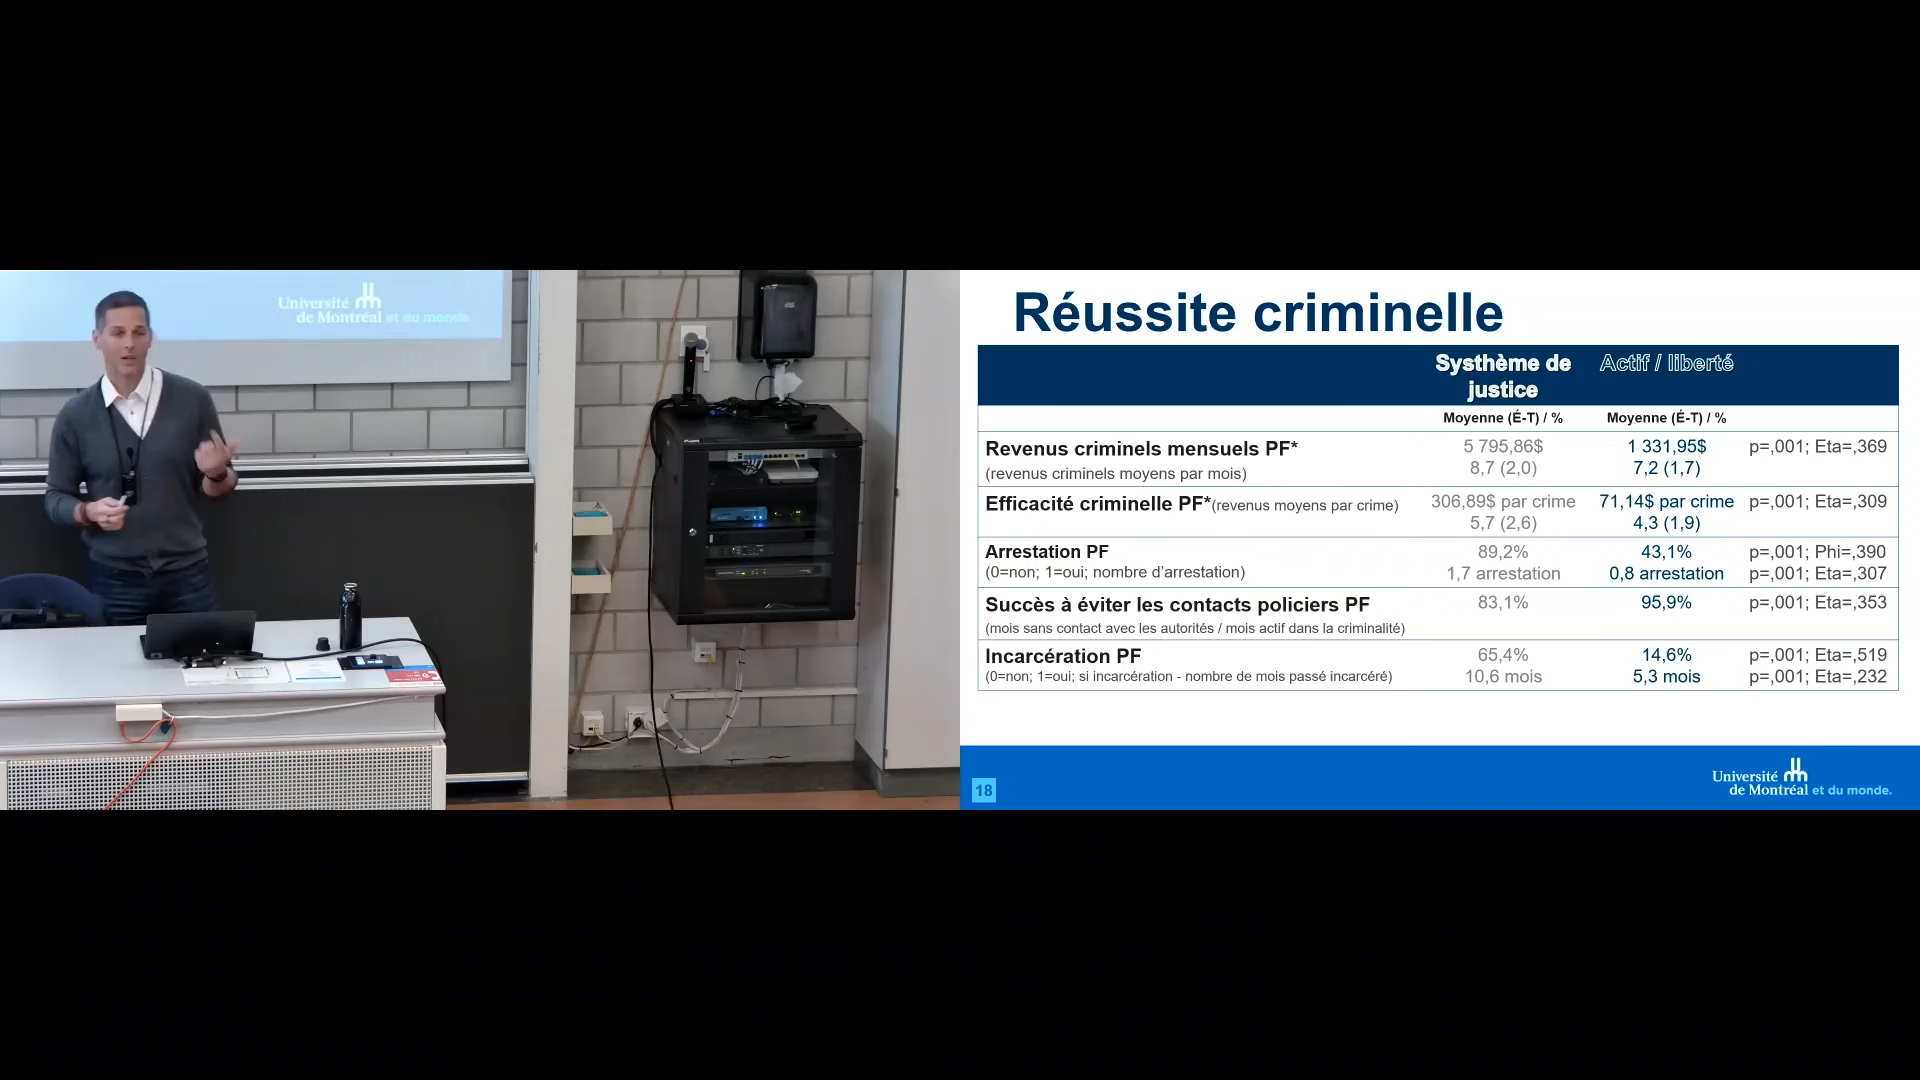 Université
de Montréal et du monde.
Réussite criminelle
Systhème de
justice
Actif / liberté
Moyenne (É-T) / %
Moyenne (É-T) / %
Revenus criminels mensuels PF*
(revenus criminels moyens par mois)
5 795,86$
8,7 (2,0)
1 331,95$
7,2 (1,7)
p=,001; Eta=,369
Efficacité criminelle PF*(revenus moyens par crime)
306,89$ par crime
5,7 (2,6)
71,14$ par crime
4,3 (1,9)
p=,001; Eta=,309
Arrestation PF
(0=non; 1=oui; nombre d'arrestation)
89,2%
1,7 arrestation
43,1%
0,8 arrestation
p=,001; Phi=,390
p=,001; Eta=,307
Succès à éviter les contacts policiers PF
(mois sans contact avec les autorités / mois actif dans la criminalité)
83,1%
95,9%
p=,001; Eta=,353
Incarcération PF
(0=non; 1=oui; si incarcération - nombre de mois passé incarcéré)
65,4%
10,6 mois
14,6%
5,3 mois
p=,001; Eta=,519
p=,001; Eta=,232
18
Université
de Montréal et du monde.